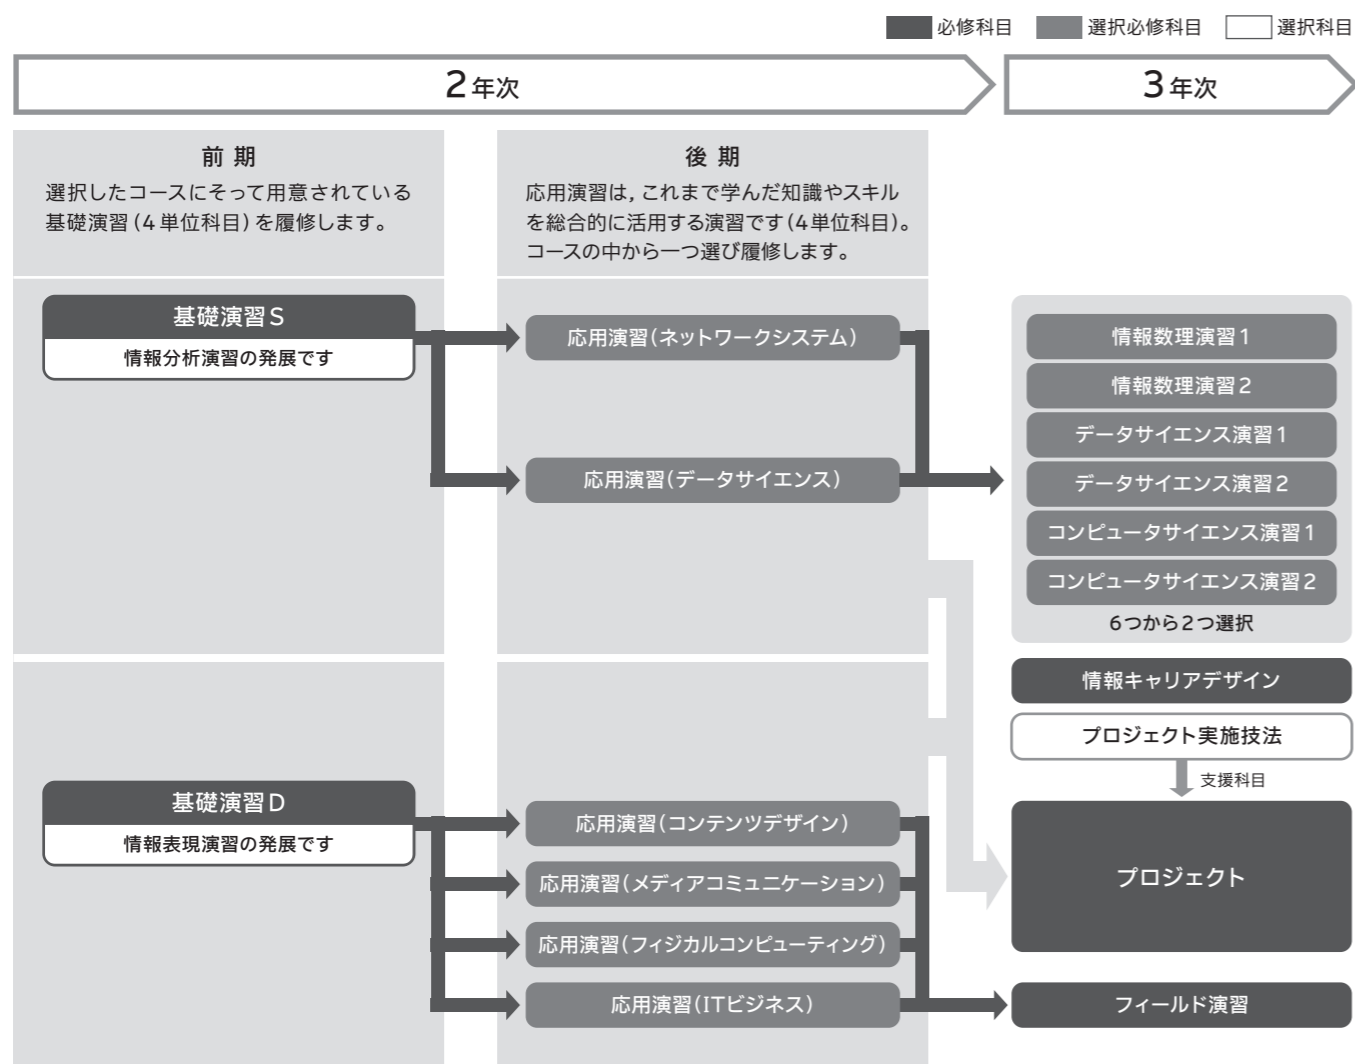 必修科目
選択必修科目
選択科目
2年次
3年次
前期
選択したコースにそって用意されている
基礎演習(4単位科目)を履修します。
後期
応用演習は,これまで学んだ知識やスキル
を総合的に活用する演習です(4単位科目)。
コースの中から一つ選び履修します。
基礎演習S
情報分析演習の発展です
応用演習(ネットワークシステム)
応用演習(データサイエンス)
情報数理演習1
情報数理演習2
データサイエンス演習1
データサイエンス演習2
コンピュータサイエンス演習1
コンピュータサイエンス演習2
6つから2つ選択
情報キャリアデザイン
プロジェクト実施技法
支援科目
基礎演習D
情報表現演習の発展です
応用演習(コンテンツデザイン)
応用演習(メディアコミュニケーション)
応用演習(フィジカルコンピューティング)
応用演習(ITビジネス)
プロジェクト
フィールド演習